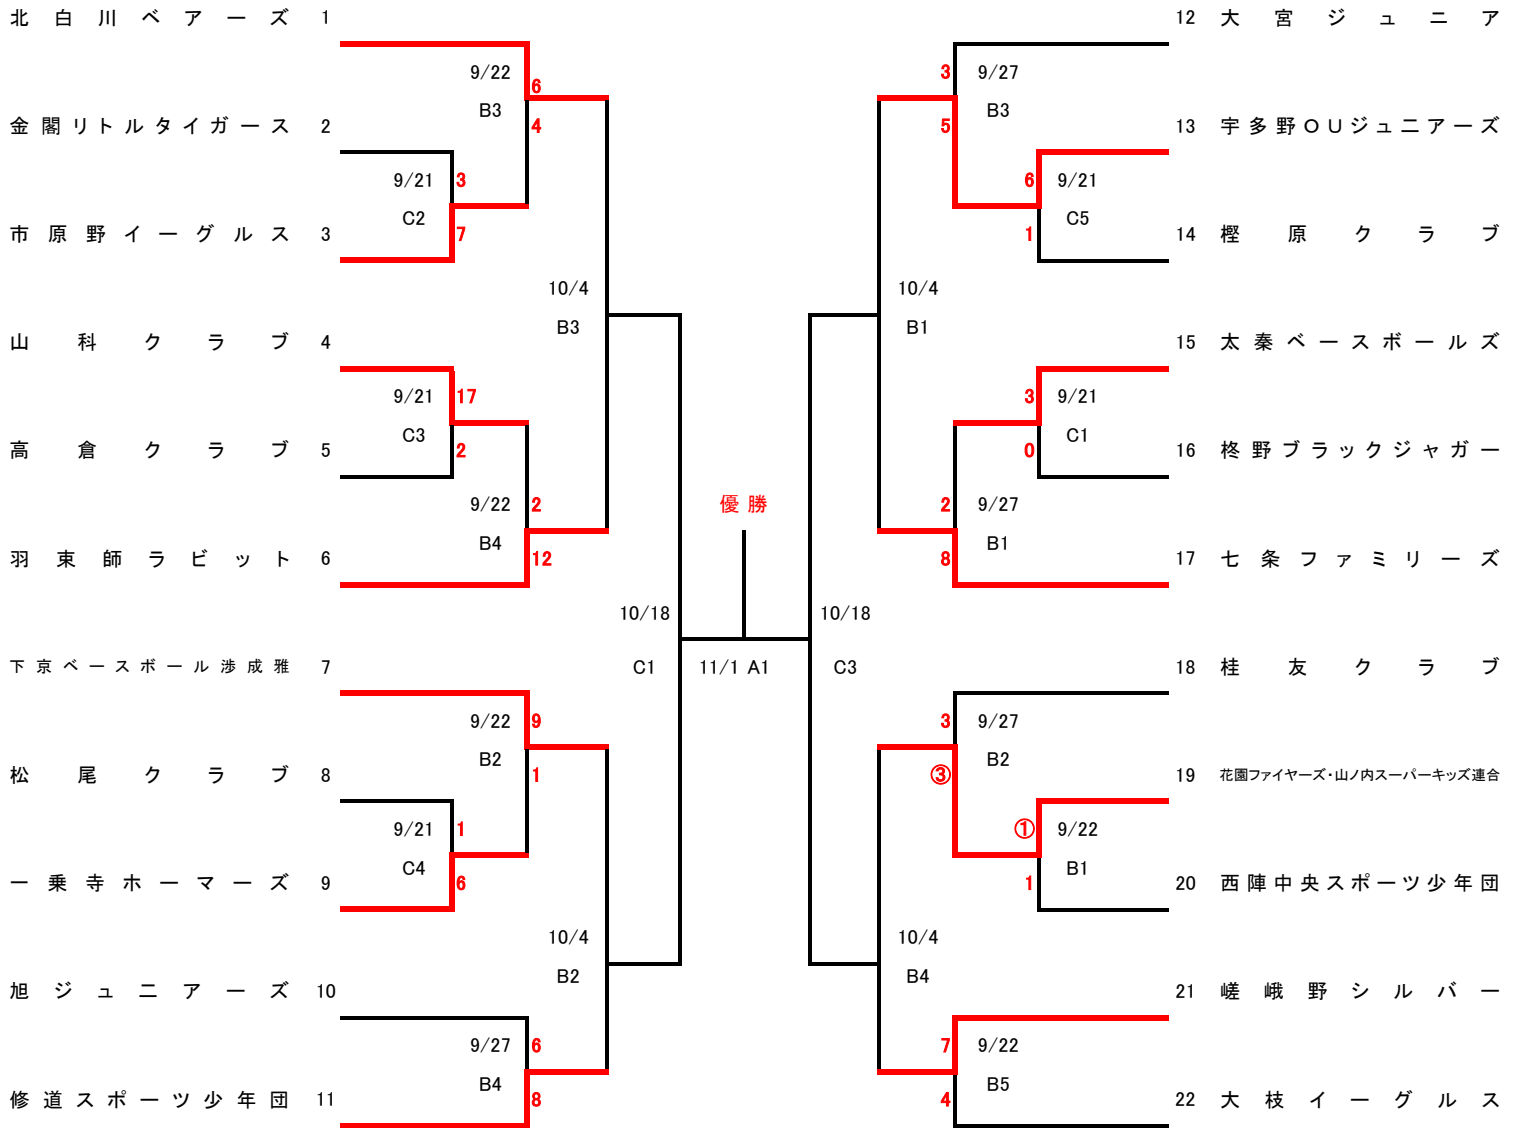 北白川ベアーズ 1
9/22
6
B3
金閣リトルタイガース 2
4
9/21
3
C2
市原野イーグルス 3
7
10/4
B3
山科クラブ 4
9/21
17
C3
高倉クラブ 5
2
9/22
2
B4
羽束師ラビット 6
12
10/18
C1
下京ベースボール渉成雅 7
9/22
9
B2
松尾クラブ 8
1
9/21
1
C4
一乗寺ホーマーズ 9
6
10/4
B2
旭ジュニアーズ 10
9/27
6
B4
修道スポーツ少年団 11
8
優勝
11/1 A1
12 大宮ジュニア
3
9/27
B3
13 宇多野OUジュニアーズ
5
6
9/21
C5
14 樫原クラブ
1
10/4
B1
15 太秦ベースボールズ
3
9/21
C1
16 柊野ブラックジャガー
0
2
9/27
B1
17 七条ファミリーズ
8
10/18
C3
18 桂友クラブ
3
9/27
B2
19 花園ファイヤーズ・山ノ内スーパーキッズ連合
③
①
9/22
B1
20 西陣中央スポーツ少年団
1
10/4
B4
21 嵯峨野シルバー
7
9/22
B5
22 大枝イーグルス
4